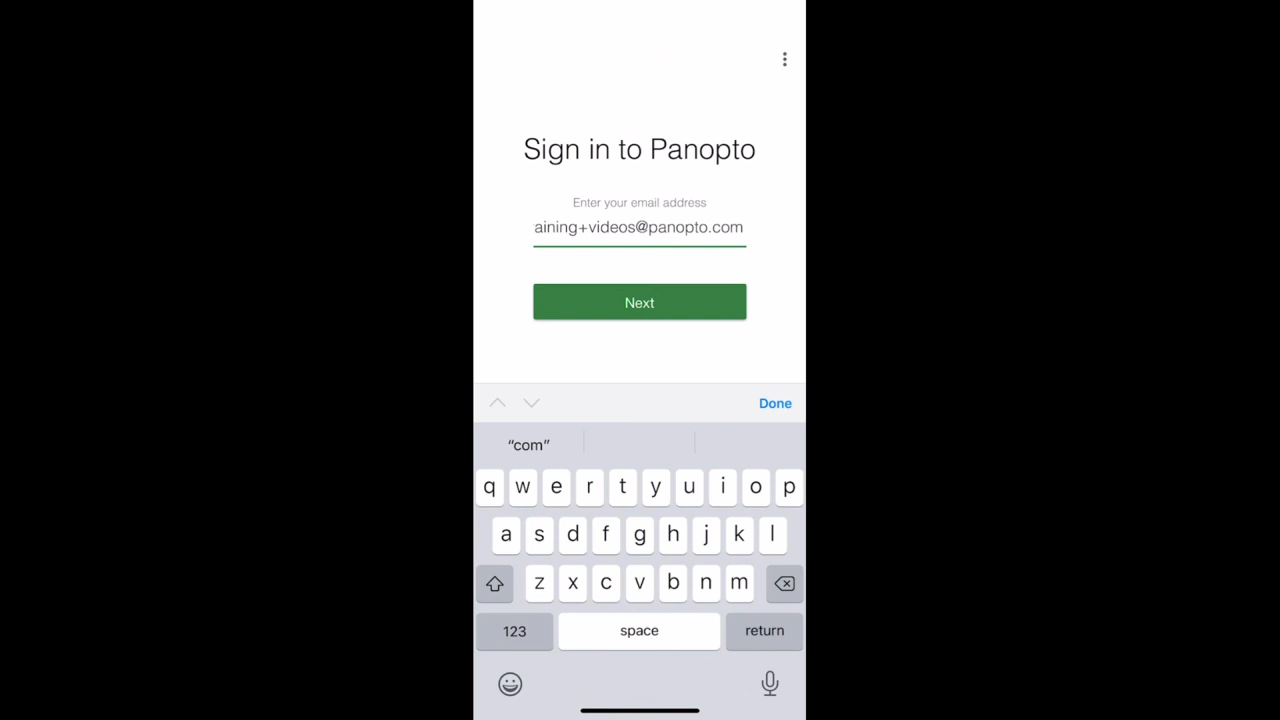 Sign in to Panopto
Enter your email address
aining+videos@panopto.com
Next
Done
“com”
q w e r t y u i o p
a s d f g h j k l
z x c v b n m
123 space return